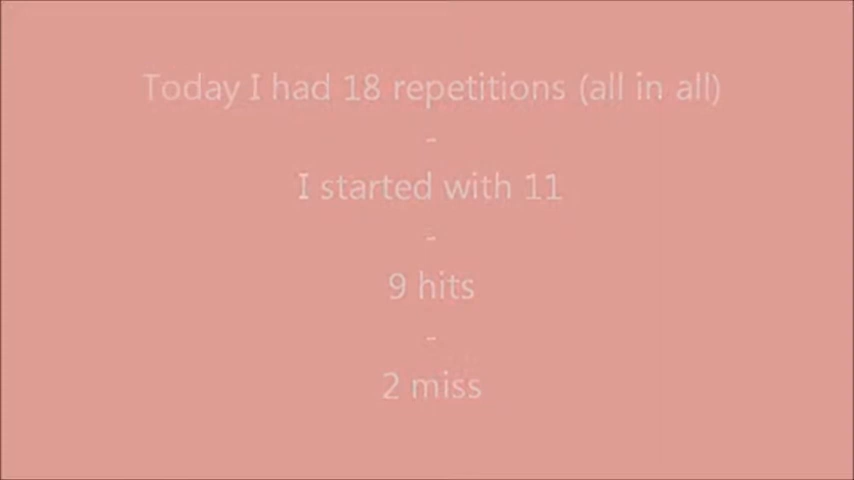 Today I had 18 repetitions (all in all)
-
I started with 11
-
9 hits
-
2 miss